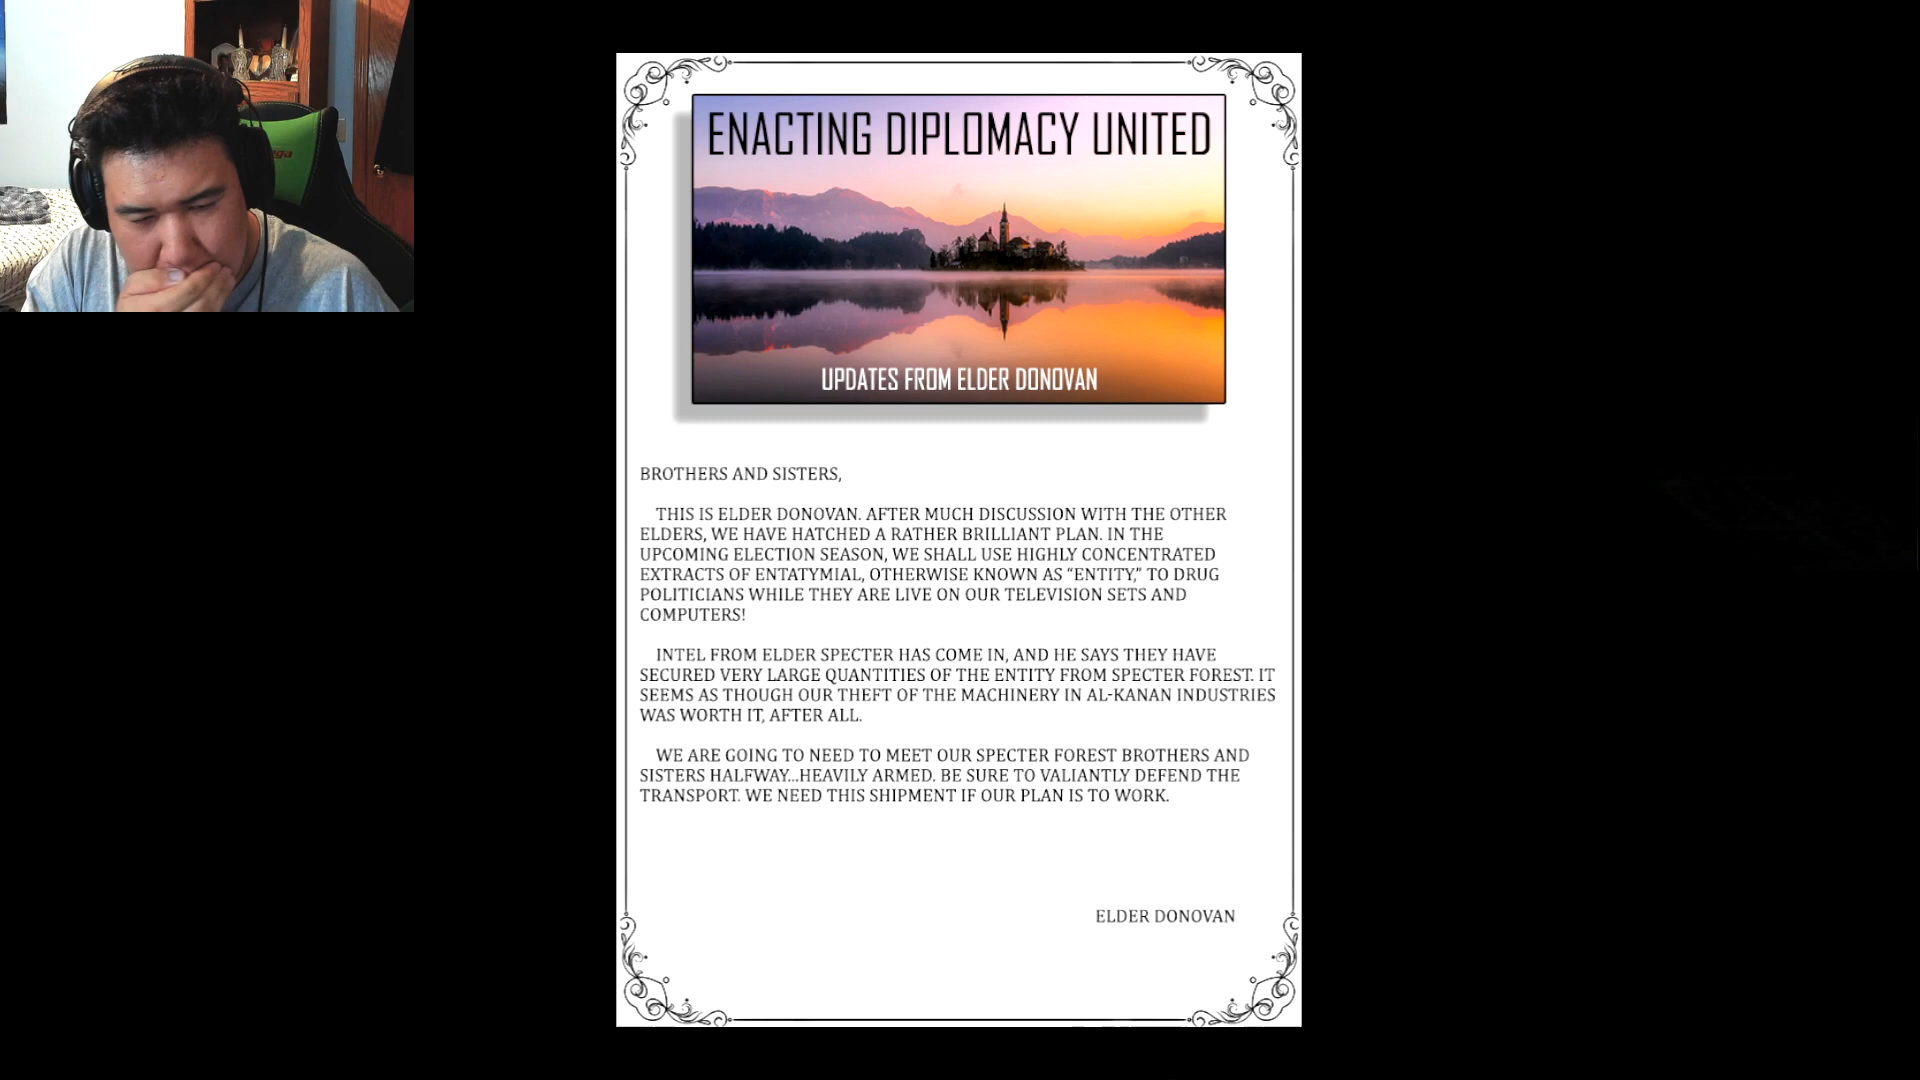 ENACTING DIPLOMACY UNITED
UPDATES FROM ELDER DONOVAN
BROTHERS AND SISTERS,
THIS IS ELDER DONOVAN. AFTER MUCH DISCUSSION WITH THE OTHER
ELDERS, WE HAVE HATCHED A RATHER BRILLIANT PLAN. IN THE
UPCOMING ELECTION SEASON, WE SHALL USE HIGHLY CONCENTRATED
EXTRACTS OF ENTATYMIAL, OTHERWISE KNOWN AS “ENTITY,” TO DRUG
POLITICIANS WHILE THEY ARE LIVE ON OUR TELEVISION SETS AND
COMPUTERS!
INTEL FROM ELDER SPECTER HAS COME IN, AND HE SAYS THEY HAVE
SECURED VERY LARGE QUANTITIES OF THE ENTITY FROM SPECTER FOREST. IT
SEEMS AS THOUGH OUR THEFT OF THE MACHINERY IN AL-KANAN INDUSTRIES
WAS WORTH IT, AFTER ALL.
WE ARE GOING TO NEED TO MEET OUR SPECTER FOREST BROTHERS AND
SISTERS HALFWAY...HEAVILY ARMED. BE SURE TO VALIANTLY DEFEND THE
TRANSPORT. WE NEED THIS SHIPMENT IF OUR PLAN IS TO WORK.
ELDER DONOVAN